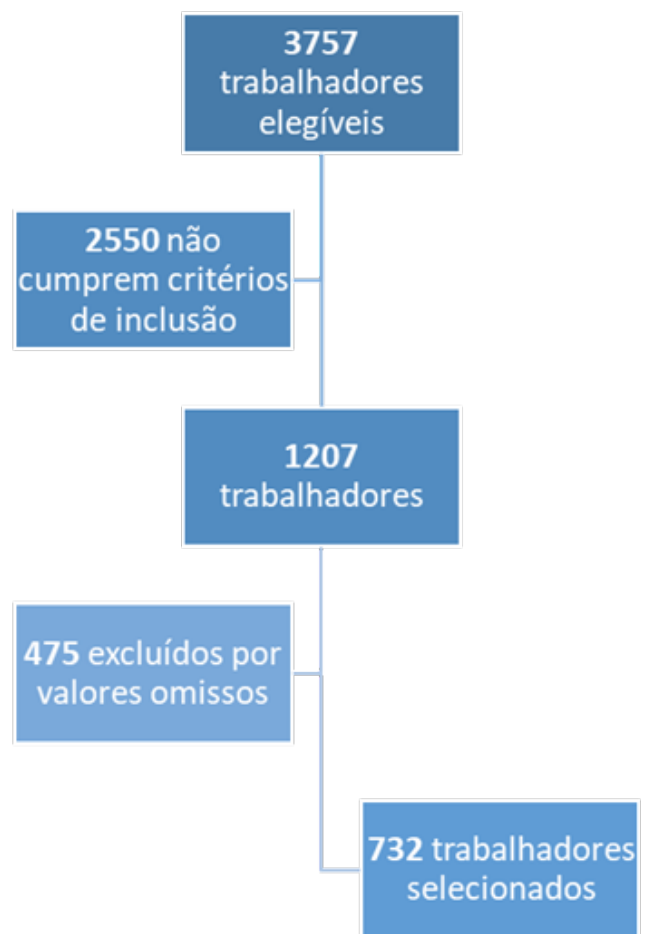 3757
trabalhadores
elegíveis
2550 não
cumprem critérios
de inclusão
1207
trabalhadores
475 excluídos por
valores omissos
732 trabalhadores
selecionados